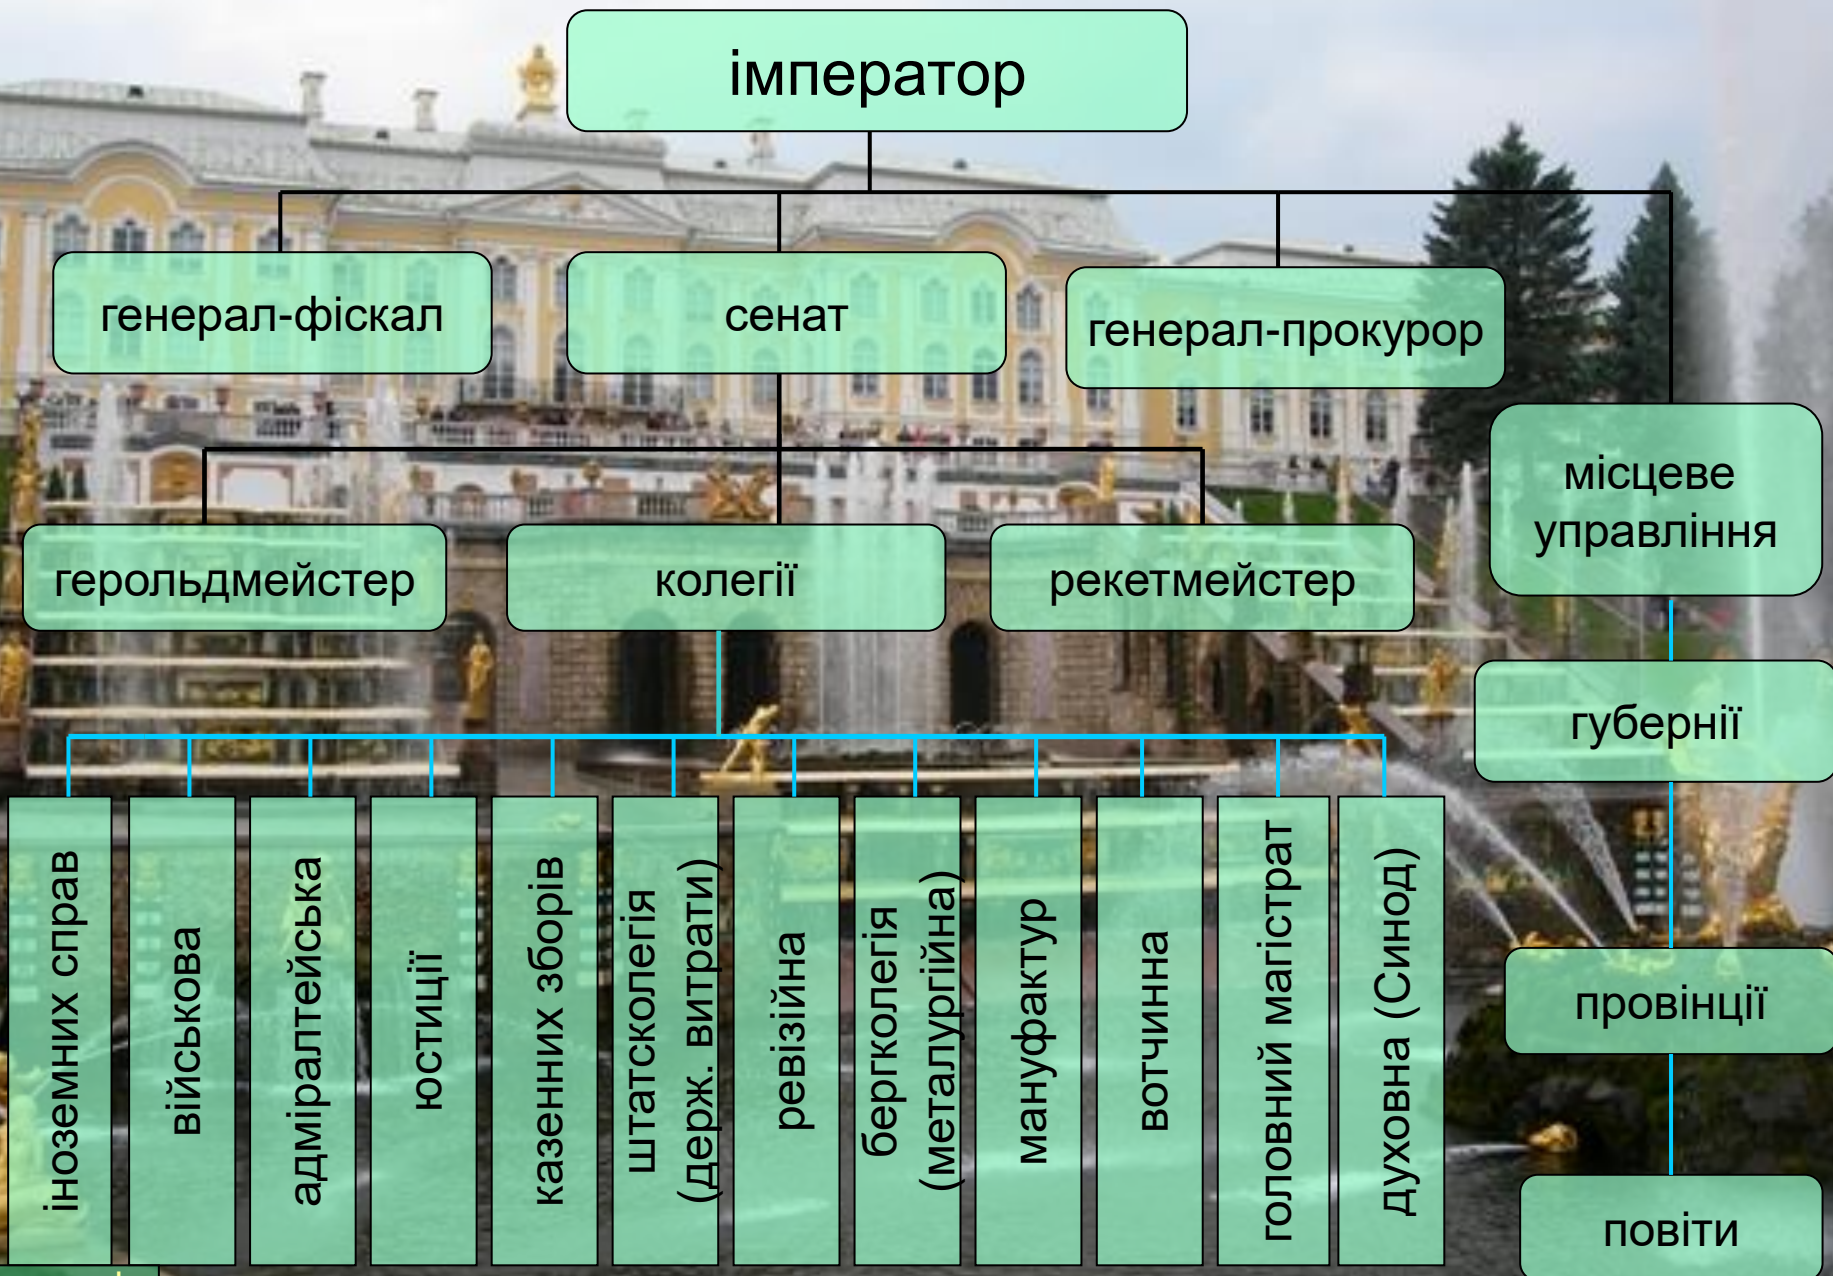 імператор
генерал-фіскал
сенат
генерал-прокурор
місцеве
управління
герольдмейстер
колегії
рекетмейстер
губернії
іноземних справ
військова
адміралтейська
юстиції
казенних зборів
штатсколегія
(держ. витрати)
ревізійна
бергколегія
(металургійна)
мануфактур
вотчинна
головний магістрат
духовна (Синод)
провінції
повіти